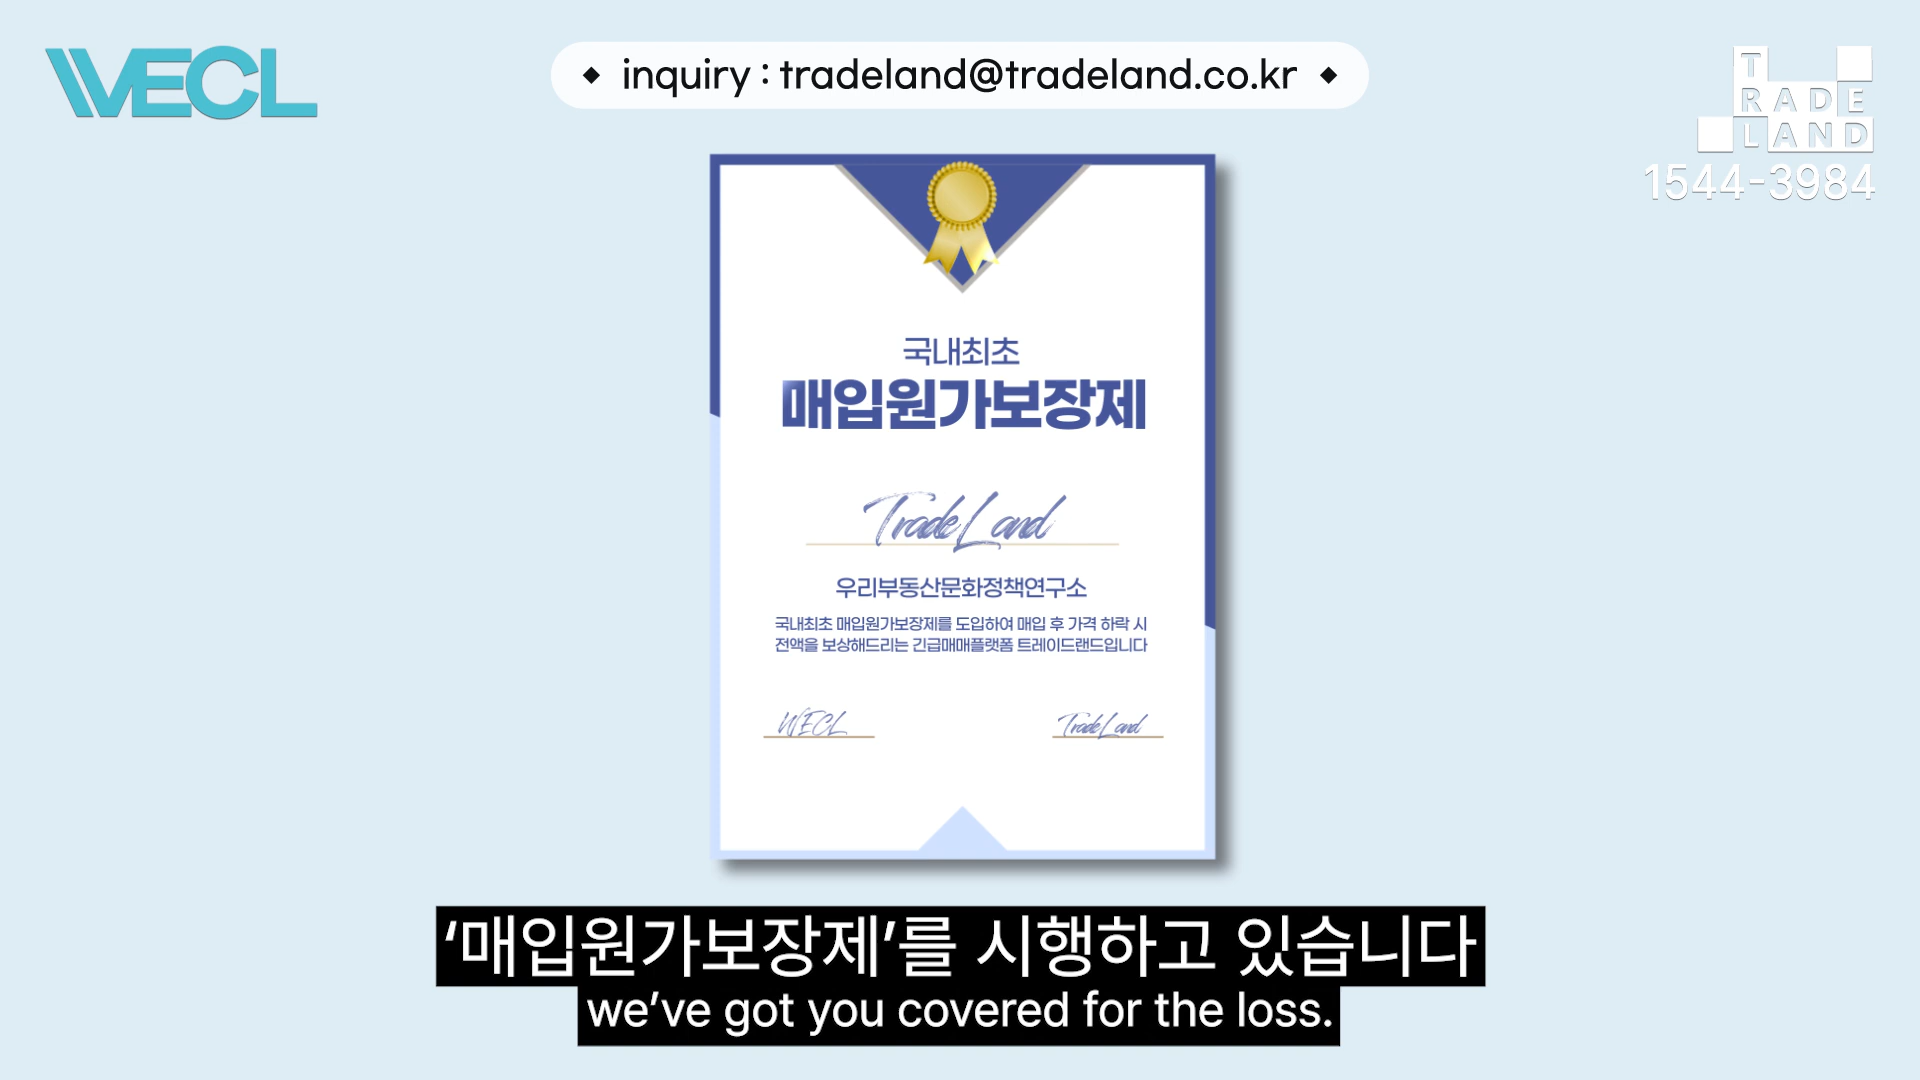 WECL
◆ inquiry : tradeland@tradeland.co.kr ◆
T
RADE
LAND
1544-3984
국내최초
매입원가보장제
TradeLand
우리부동산문화정책연구소
국내최초 매입원가보장제를 도입하여 매입 후 가격 하락 시
전액을 보상해드리는 긴급매매플랫폼 트레이드랜드입니다
WECL
TradeLand
‘매입원가보장제’를 시행하고 있습니다
we’ve got you covered for the loss.